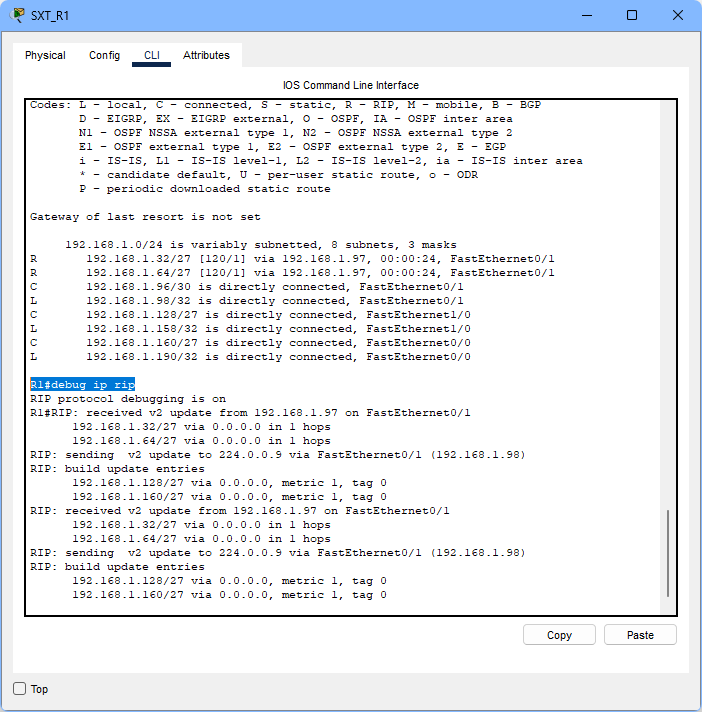 SXT_R1
Physical Config CLI Attributes
IOS Command Line Interface
Codes: L - local, C - connected, S - static, R - RIP, M - mobile, B - BGP
D - EIGRP, EX - EIGRP external, O - OSPF, IA - OSPF inter area
N1 - OSPF NSSA external type 1, N2 - OSPF NSSA external type 2
E1 - OSPF external type 1, E2 - OSPF external type 2, E - EGP
i - IS-IS, L1 - IS-IS level-1, L2 - IS-IS level-2, ia - IS-IS inter area
* - candidate default, U - per-user static route, o - ODR
P - periodic downloaded static route
Gateway of last resort is not set
192.168.1.0/24 is variably subnetted, 8 subnets, 3 masks
R 192.168.1.32/27 [120/1] via 192.168.1.97, 00:00:24, FastEthernet0/1
R 192.168.1.64/27 [120/1] via 192.168.1.97, 00:00:24, FastEthernet0/1
C 192.168.1.96/30 is directly connected, FastEthernet0/1
L 192.168.1.98/32 is directly connected, FastEthernet0/1
C 192.168.1.128/27 is directly connected, FastEthernet1/0
L 192.168.1.158/32 is directly connected, FastEthernet1/0
C 192.168.1.160/27 is directly connected, FastEthernet0/0
L 192.168.1.190/32 is directly connected, FastEthernet0/0
R1#debug ip rip
RIP protocol debugging is on
R1#RIP: received v2 update from 192.168.1.97 on FastEthernet0/1
192.168.1.32/27 via 0.0.0.0 in 1 hops
192.168.1.64/27 via 0.0.0.0 in 1 hops
RIP: sending  v2 update to 224.0.0.9 via FastEthernet0/1 (192.168.1.98)
RIP: build update entries
192.168.1.128/27 via 0.0.0.0, metric 1, tag 0
192.168.1.160/27 via 0.0.0.0, metric 1, tag 0
RIP: received v2 update from 192.168.1.97 on FastEthernet0/1
192.168.1.32/27 via 0.0.0.0 in 1 hops
192.168.1.64/27 via 0.0.0.0 in 1 hops
RIP: sending  v2 update to 224.0.0.9 via FastEthernet0/1 (192.168.1.98)
RIP: build update entries
192.168.1.128/27 via 0.0.0.0, metric 1, tag 0
192.168.1.160/27 via 0.0.0.0, metric 1, tag 0
Copy Paste
Top